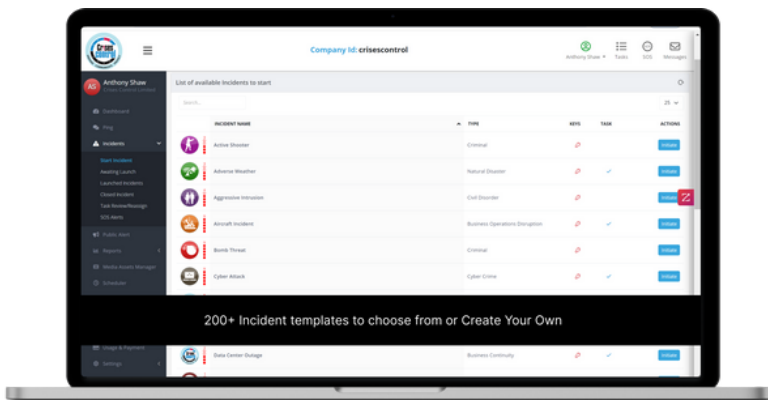 Crises Control
Company Id: crisescontrol
Anthony Shaw
Tasks
SOS
Messages
AS
Anthony Shaw
Crises Control Limited
List of available Incidents to start
Dashboard
Search...
25
Ping
INCIDENT NAME
TYPE
KEYS
TASK
ACTIONS
Incidents
Active Shooter
Criminal
Initiate
Start Incident
Awaiting Launch
Adverse Weather
Natural Disaster
Initiate
Launched Incidents
Closed Incident
Aggressive Intrusion
Civil Disorder
Initiate
Task Review/Reassign
SOS Alerts
Aircraft Incident
Business Operations Disruption
Initiate
Public Alert
Reports
Bomb Threat
Criminal
Initiate
Media Assets Manager
Cyber Attack
Cyber Crime
Initiate
Scheduler
200+ Incident templates to choose from or Create Your Own
Usage & Payment
Data Center Outage
Business Continuity
Initiate
Settings